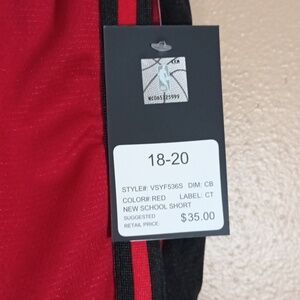 18-20
STYLE#: VSYF536S DIM: CB
COLOR#: RED LABEL: CT
NEW SCHOOL SHORT
SUGGESTED
RETAIL PRICE: $35.00